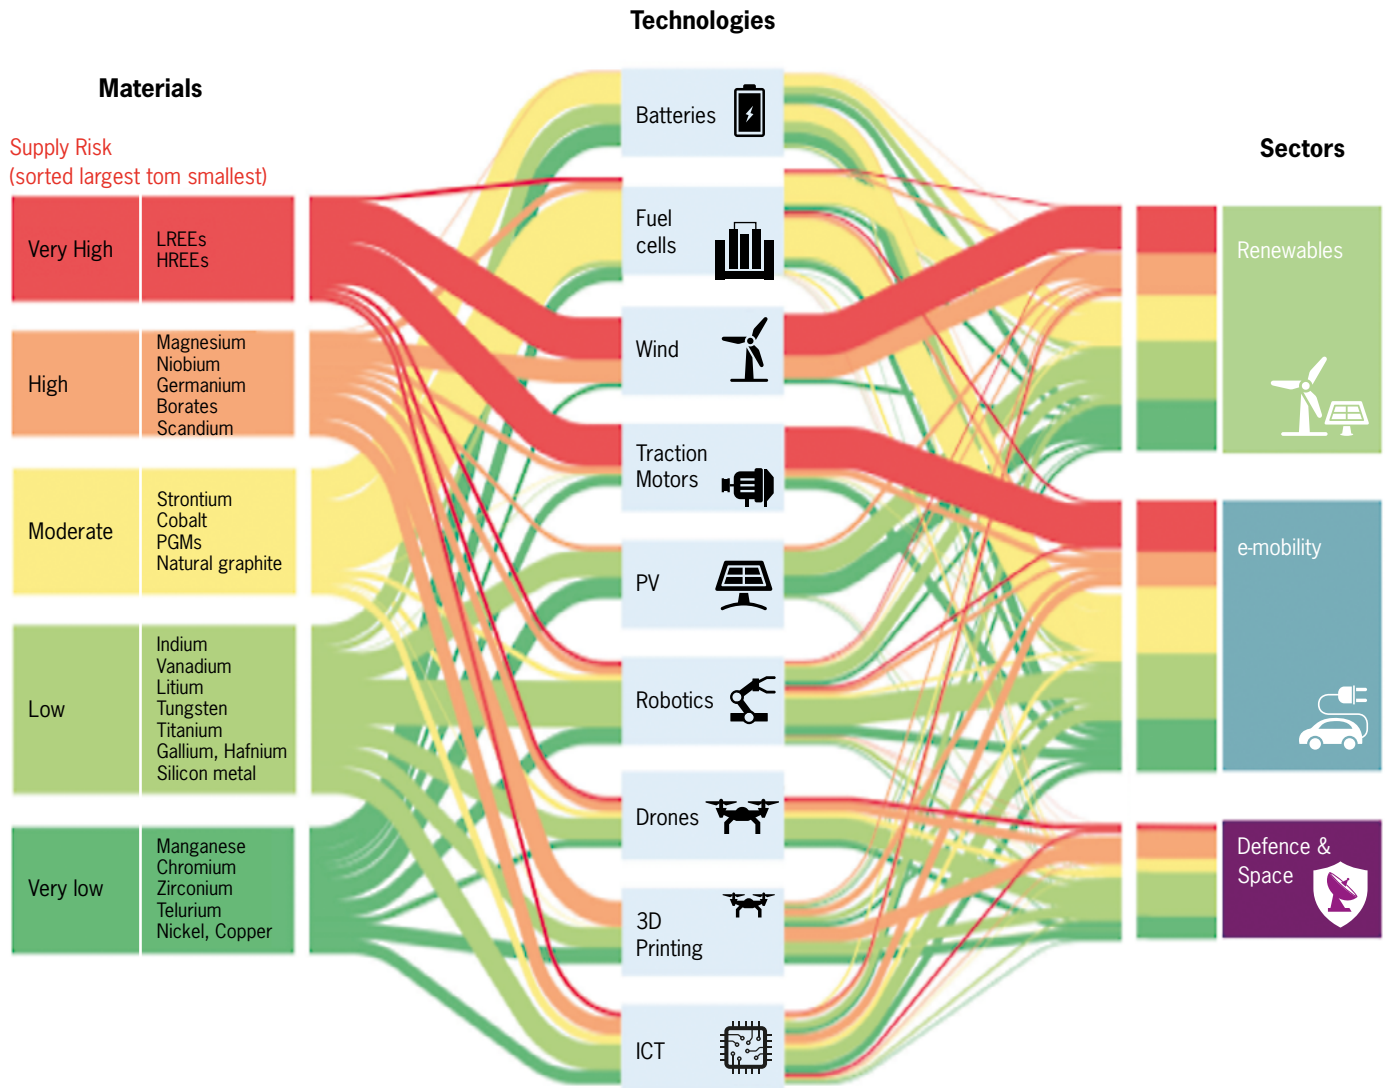 Technologies
Materials
Supply Risk
(sorted largest tom smallest)
Sectors
Very High
LREEs
HREEs
High
Magnesium
Niobium
Germanium
Borates
Scandium
Moderate
Strontium
Cobalt
PGMs
Natural graphite
Low
Indium
Vanadium
Litium
Tungsten
Titanium
Gallium, Hafnium
Silicon metal
Very low
Manganese
Chromium
Zirconium
Telurium
Nickel, Copper
Batteries
Fuel
cells
Wind
Traction
Motors
PV
Robotics
Drones
3D
Printing
ICT
Renewables
e-mobility
Defence &
Space